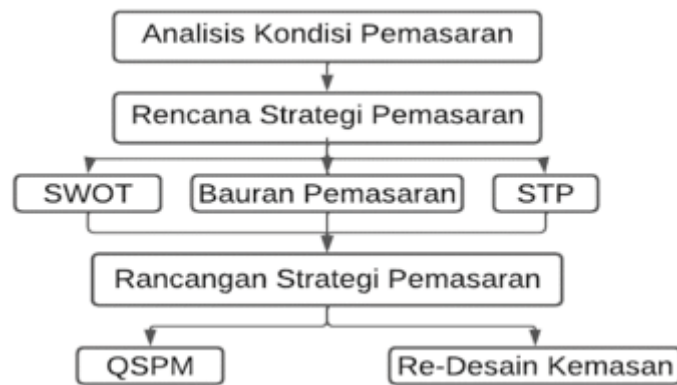 Analisis Kondisi Pemasaran
Rencana Strategi Pemasaran
SWOT
Bauran Pemasaran
STP
Rancangan Strategi Pemasaran
QSPM
Re-Desain Kemasan